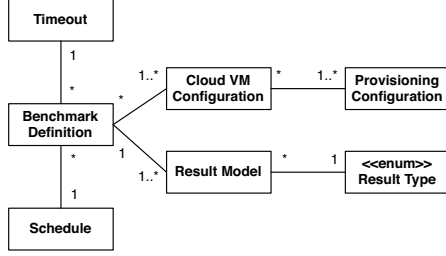 Timeout
1
*
1..*
Cloud VM
Configuration
*
1..*
Provisioning
Configuration
*
Benchmark
Definition
*
1
1..*
Result Model
*
1
<<enum>>
Result Type
1
Schedule